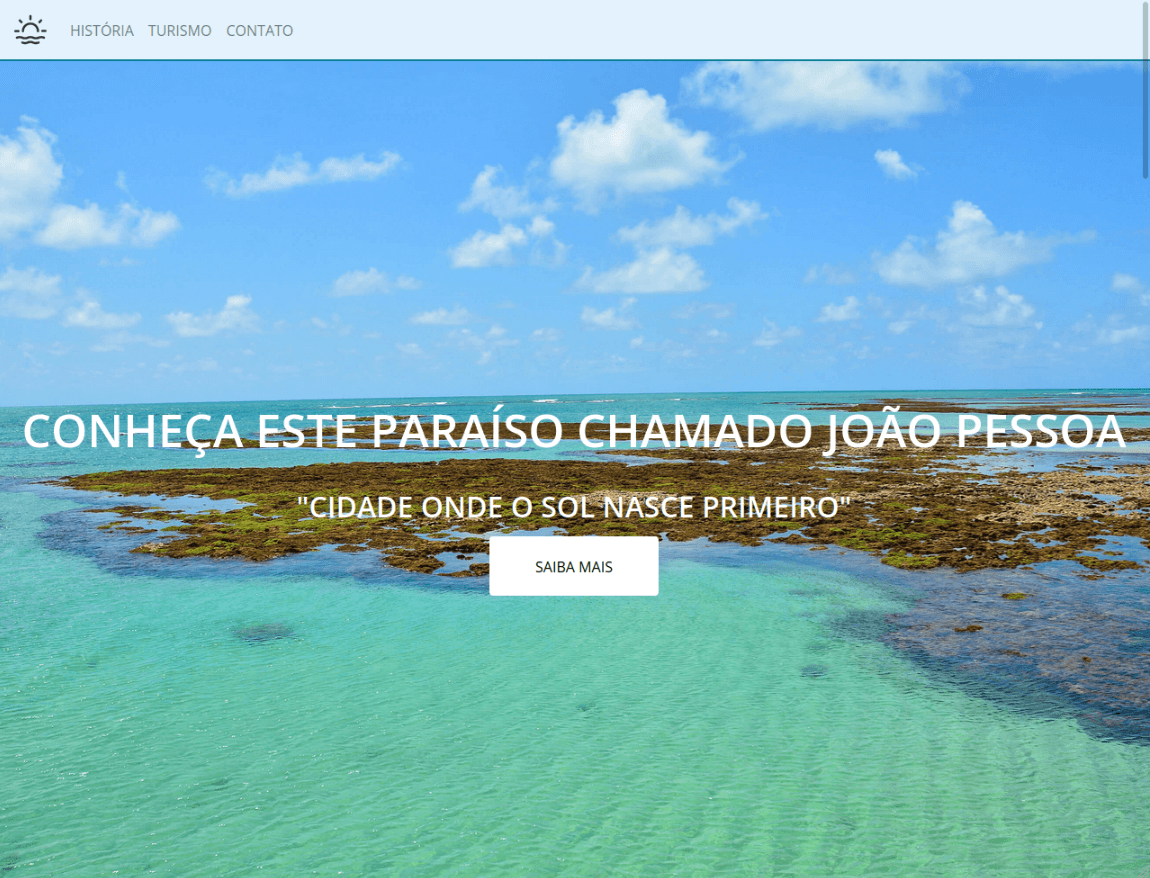 HISTÓRIA TURISMO CONTATO
CONHEÇA ESTE PARAÍSO CHAMADO JOÃO PESSOA
"CIDADE ONDE O SOL NASCE PRIMEIRO"
SAIBA MAIS